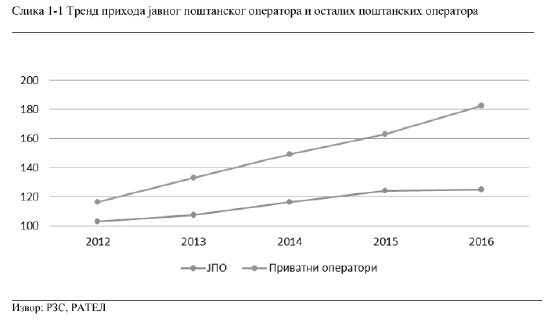 Слика 1-1 Тренд прихода јавног поштанског оператора и осталих поштанских оператора
200
180
160
140
120
100
2012 2013 2014 2015 2016
ЈПО Приватни оператори
Извор: РЗС, РАТЕЛ